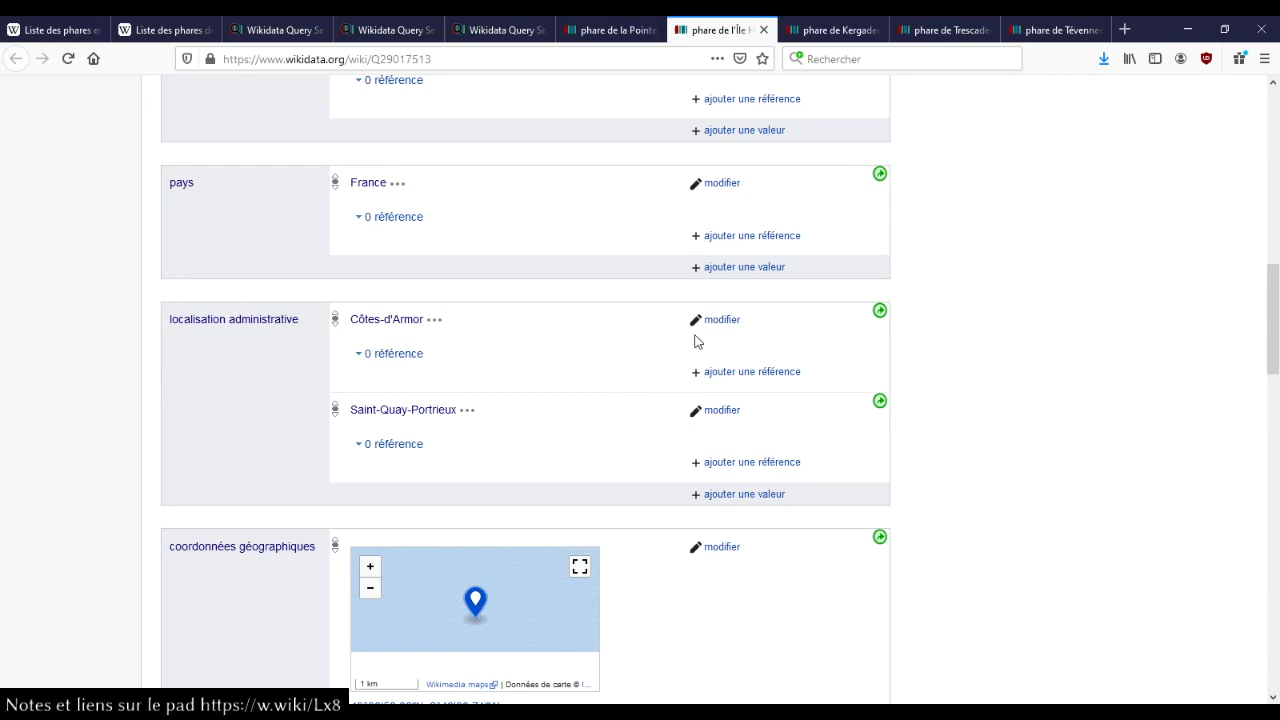 Liste des phares e
Liste des phares d
Wikidata Query Se
Wikidata Query Se
Wikidata Query Se
phare de la Pointe
phare de l'Île
phare de Kergade
phare de Trescade
phare de Tévenne
https://www.wikidata.org/wiki/Q29017513
Rechercher
0 référence
+ ajouter une référence
+ ajouter une valeur
pays
France
modifier
0 référence
+ ajouter une référence
+ ajouter une valeur
localisation administrative
Côtes-d'Armor
modifier
0 référence
+ ajouter une référence
Saint-Quay-Portrieux
modifier
0 référence
+ ajouter une référence
+ ajouter une valeur
coordonnées géographiques
modifier
+
−
1 km
Wikimedia maps | Données de carte © I...
Notes et liens sur le pad https://w.wiki/Lx8